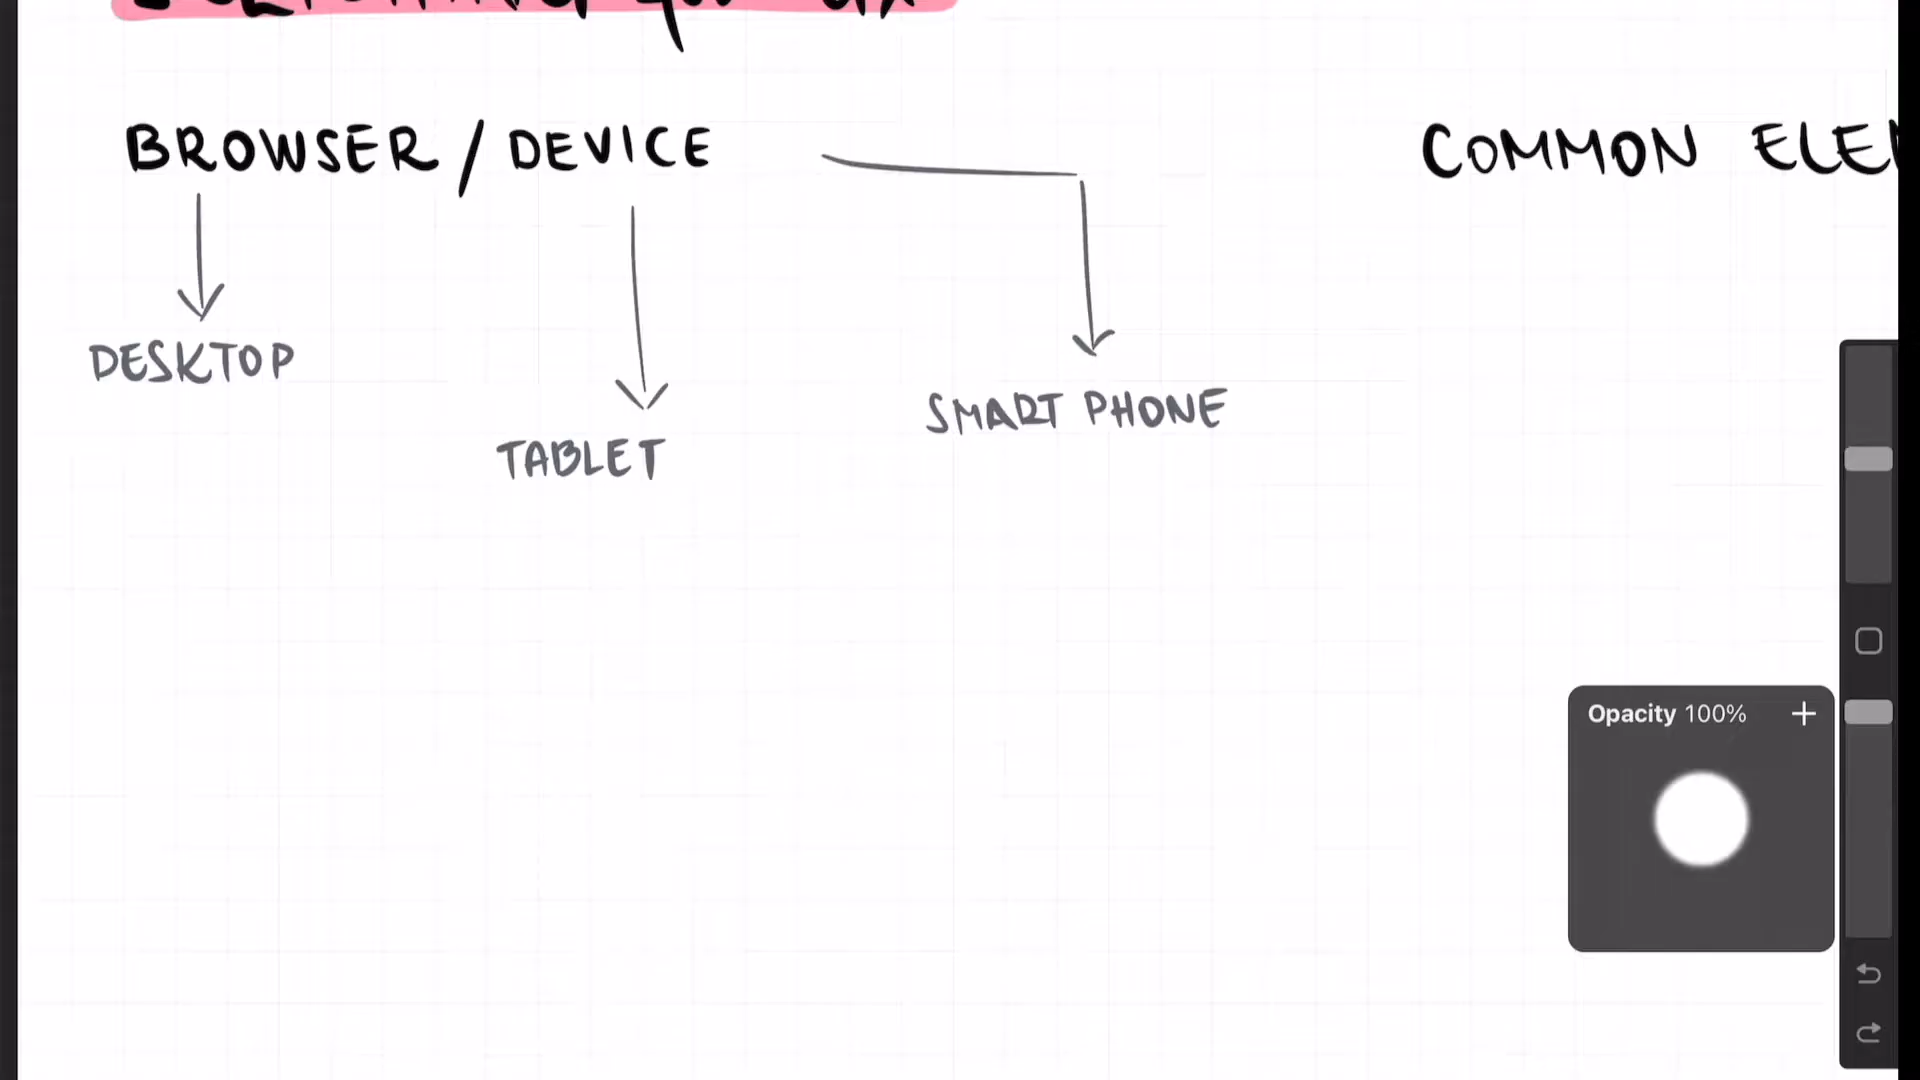 BROWSER / DEVICE
COMMON
DESKTOP
TABLET
SMART PHONE
Opacity 100%